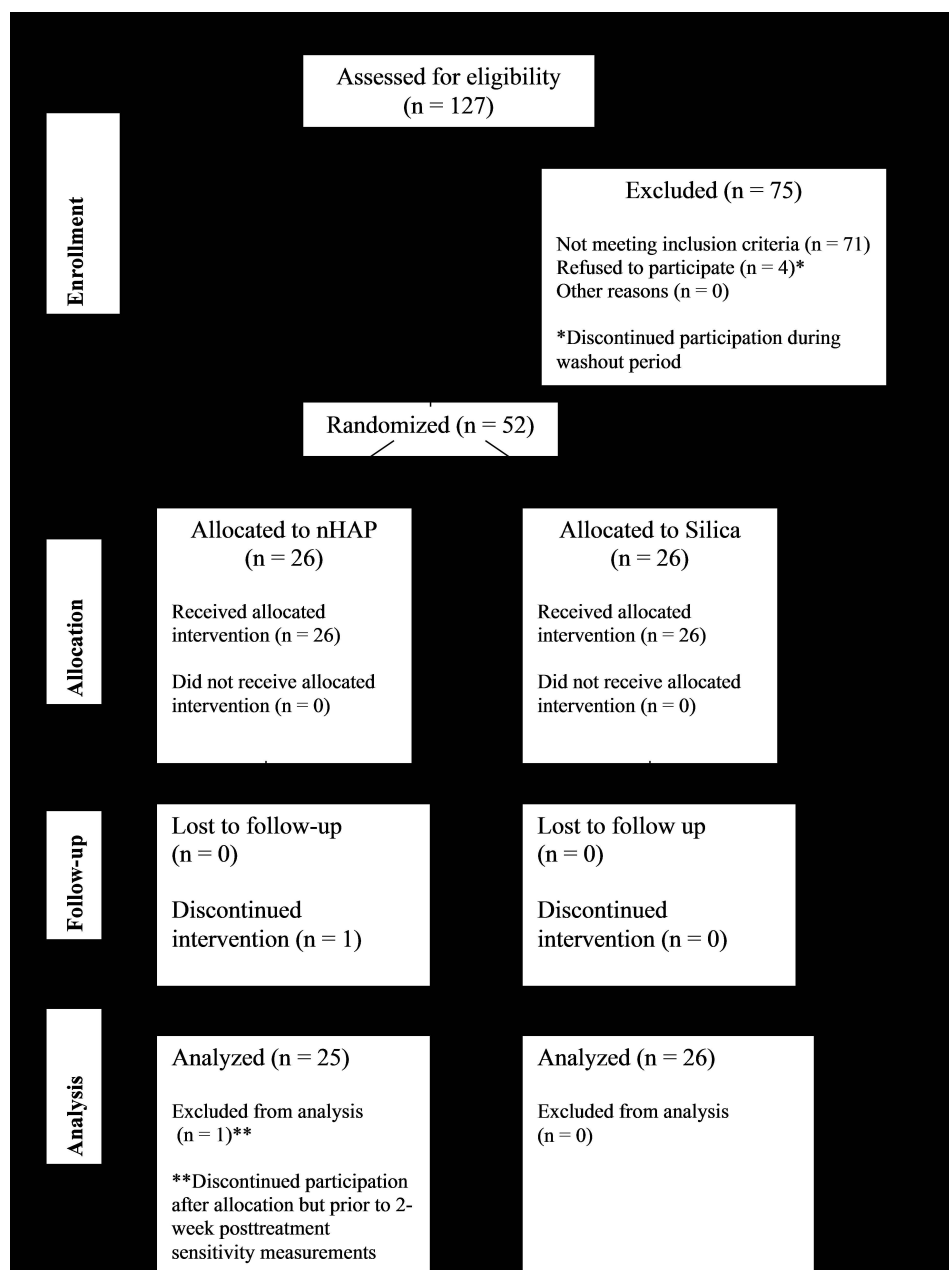 Assessed for eligibility
(n = 127)
Enrollment
Excluded (n = 75)
Not meeting inclusion criteria (n = 71)
Refused to participate (n = 4)*
Other reasons (n = 0)
*Discontinued participation during
washout period
Randomized (n = 52)
Allocation
Allocated to nHAP
(n = 26)
Received allocated
intervention (n = 26)
Did not receive allocated
intervention (n = 0)
Allocated to Silica
(n = 26)
Received allocated
intervention (n = 26)
Did not receive allocated
intervention (n = 0)
Follow-up
Lost to follow-up
(n = 0)
Discontinued
intervention (n = 1)
Lost to follow up
(n = 0)
Discontinued
intervention (n = 0)
Analysis
Analyzed (n = 25)
Excluded from analysis
(n = 1)**
**Discontinued participation
after allocation but prior to 2-
week posttreatment
sensitivity measurements
Analyzed (n = 26)
Excluded from analysis
(n = 0)